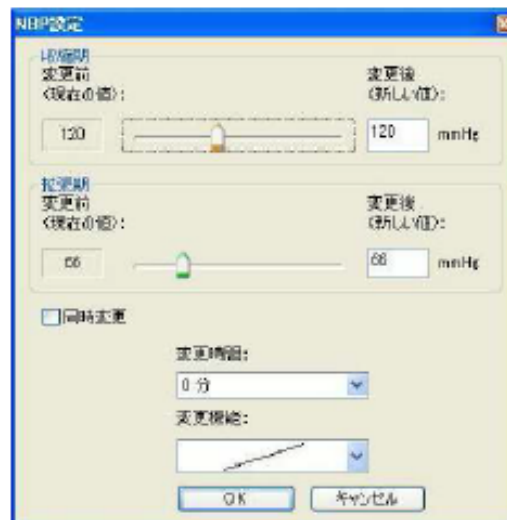 NBP設定
収縮期
変更前 変更後
(現在の値): (新しい値):
120 120 mmHg
拡張期
変更前 変更後
(現在の値): (新しい値):
66 66 mmHg
同時変更
変更時間:
0 分
変更機能:
OK キャンセル